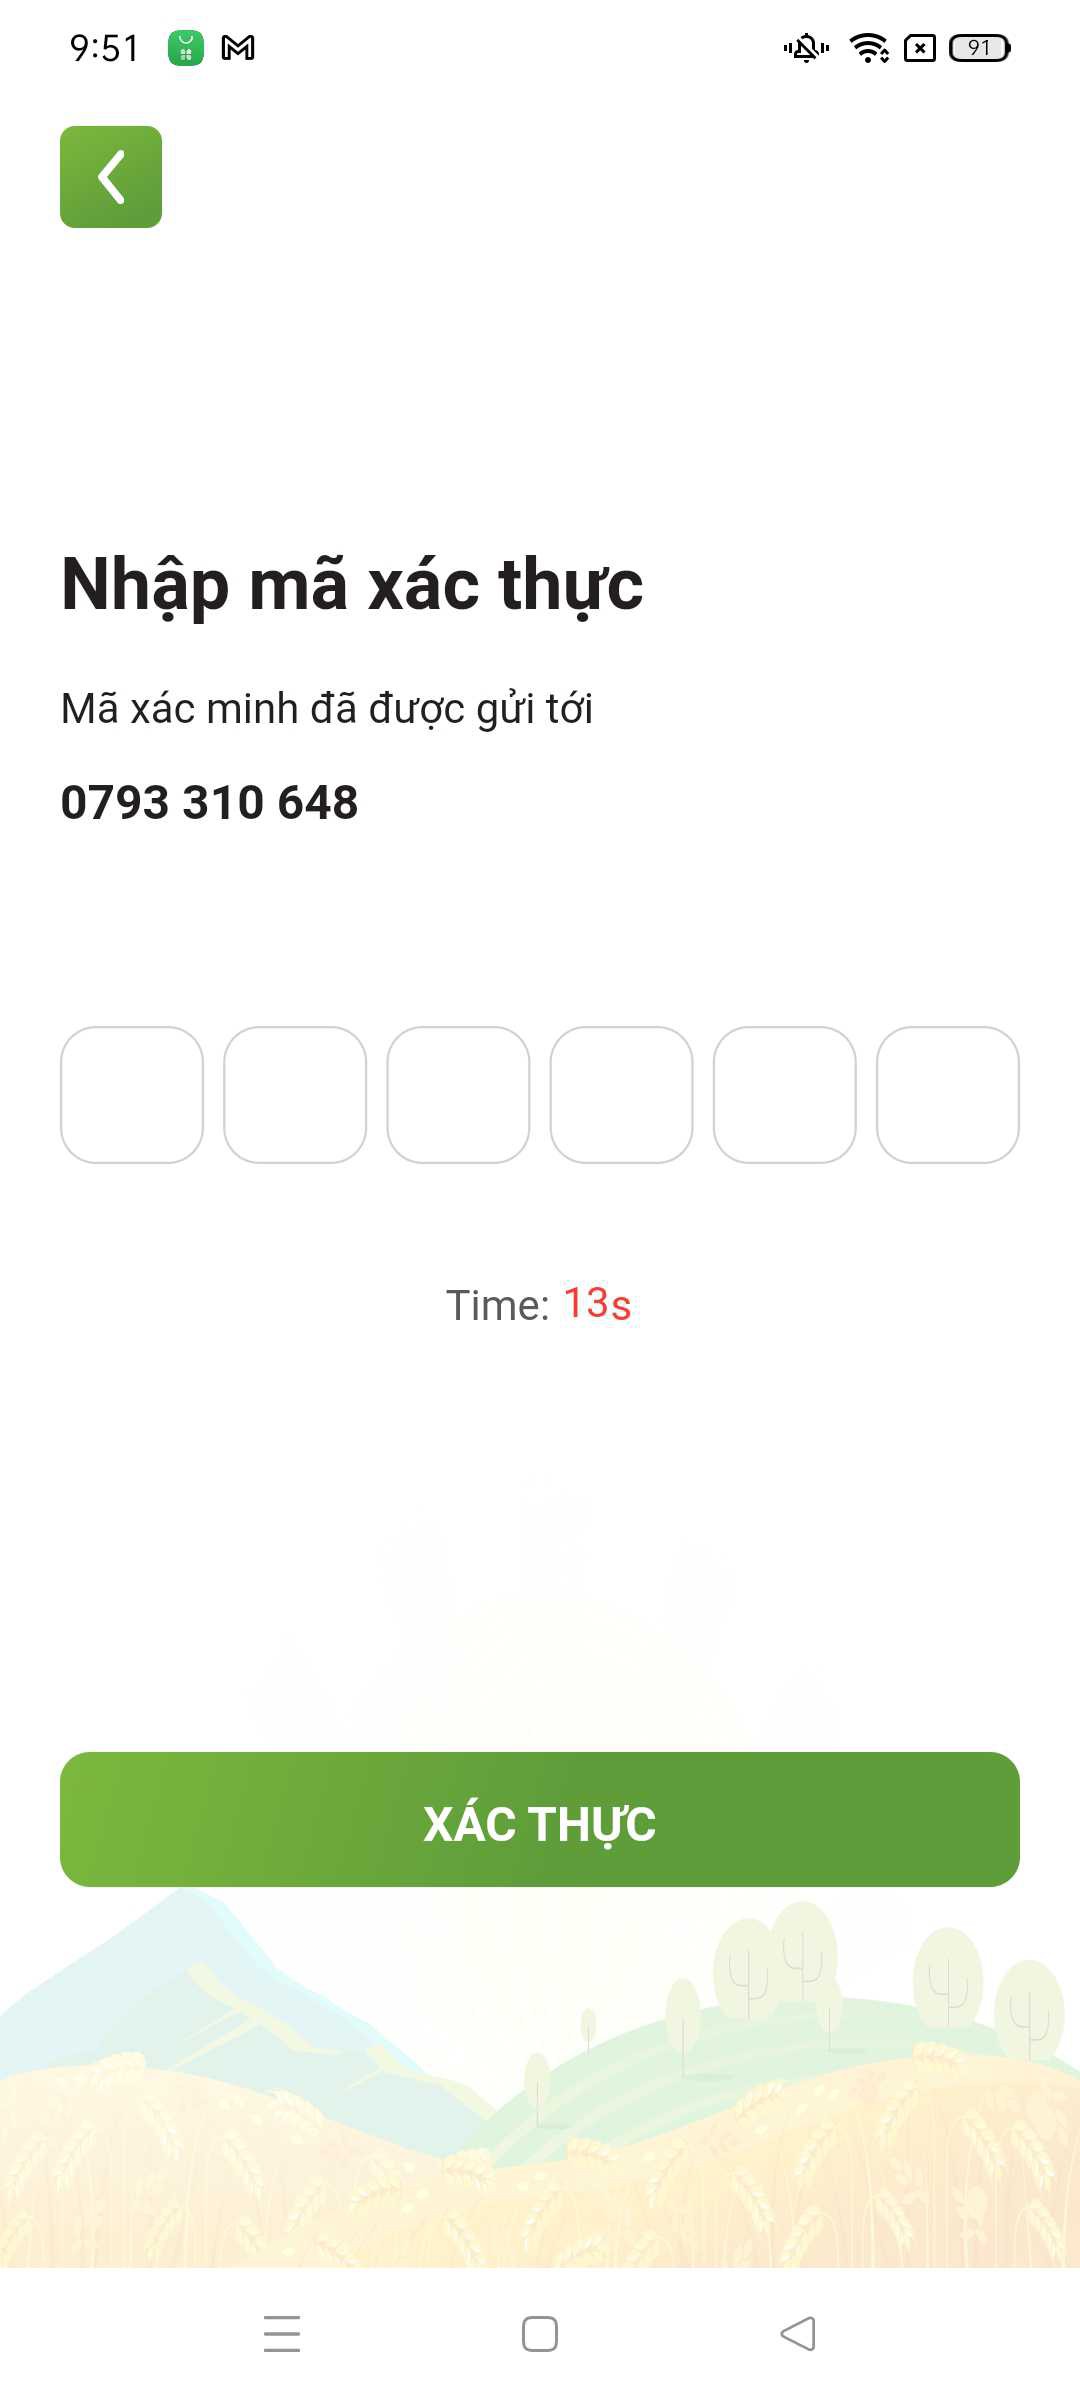 9:51
91
Nhập mã xác thực
Mã xác minh đã được gửi tới
0793 310 648
Time: 13s
XÁC THỰC